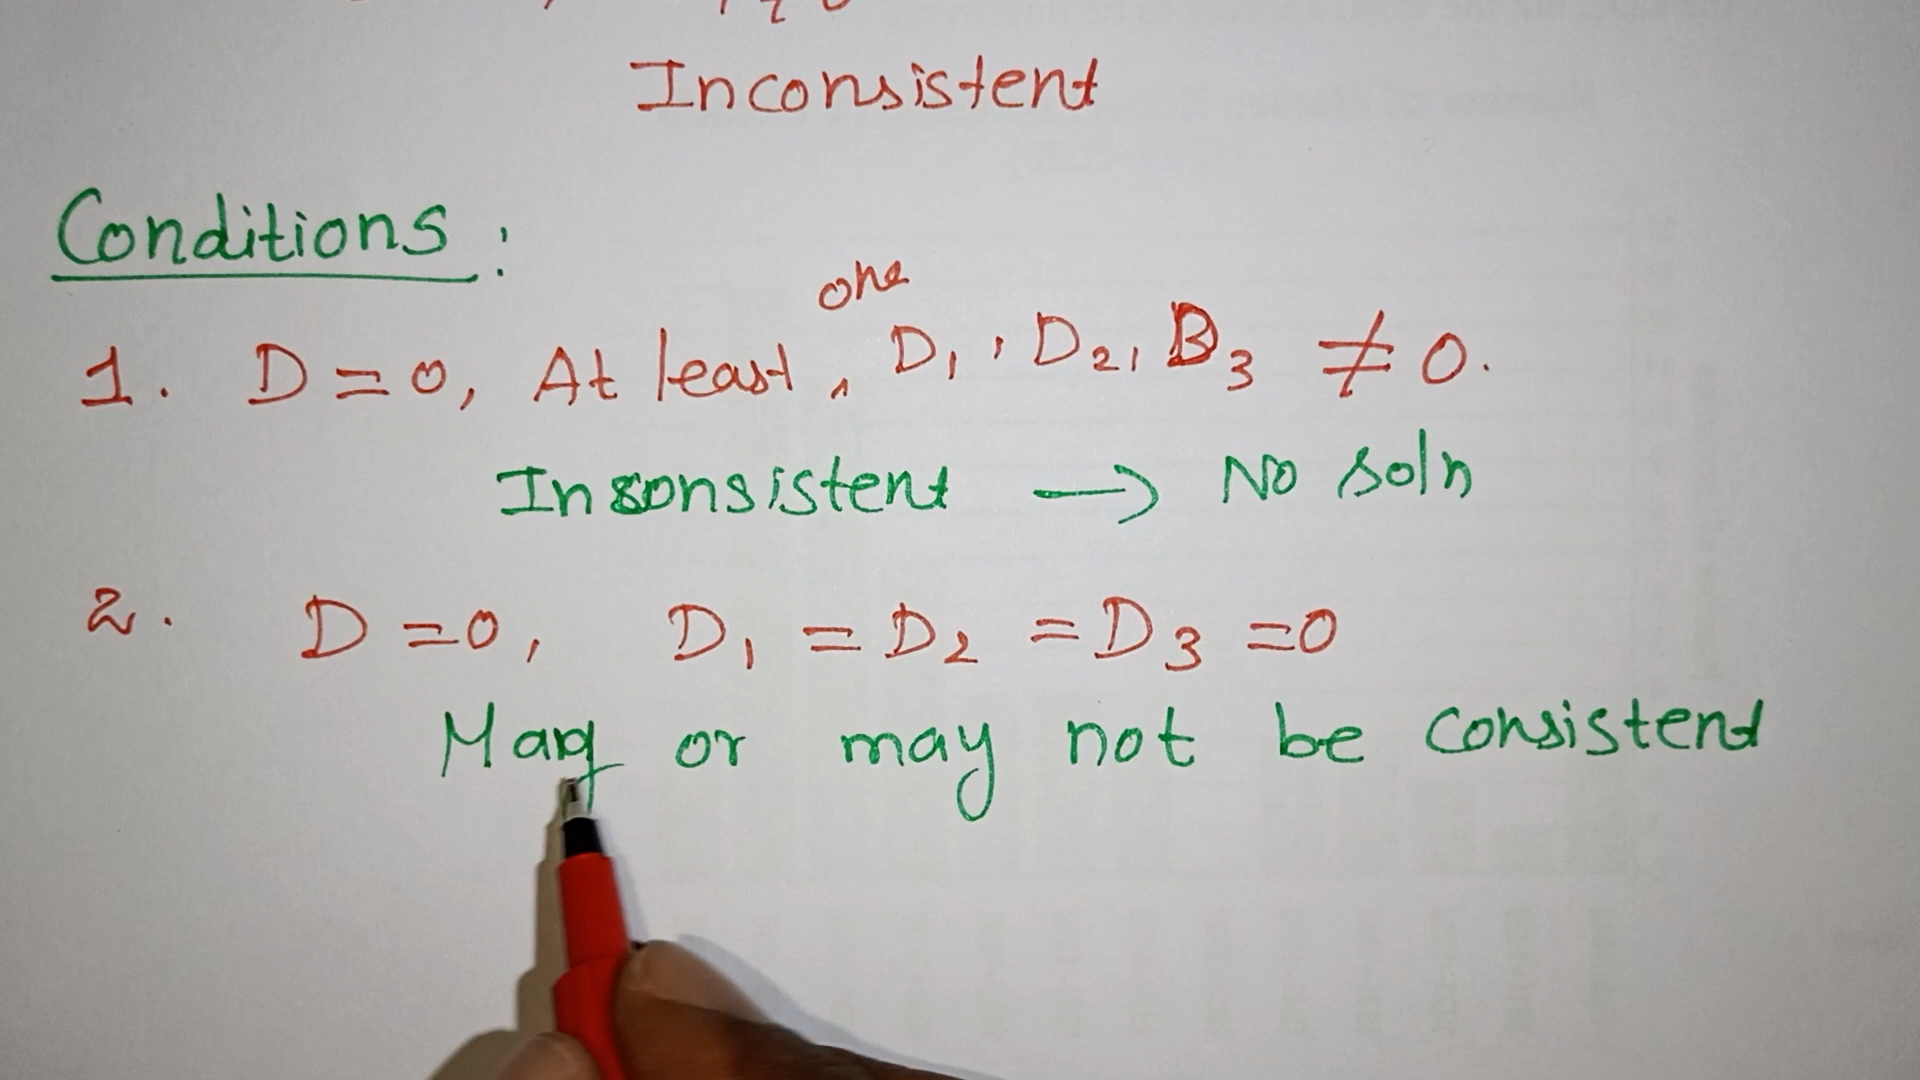 Inconsistent
Conditions :
one
1. D = 0, At least ∧ D₁, D₂, D₃ ≠ 0.
Insonsistent → No soln
2. D = 0, D₁ = D₂ = D₃ = 0
May or may not be consistend